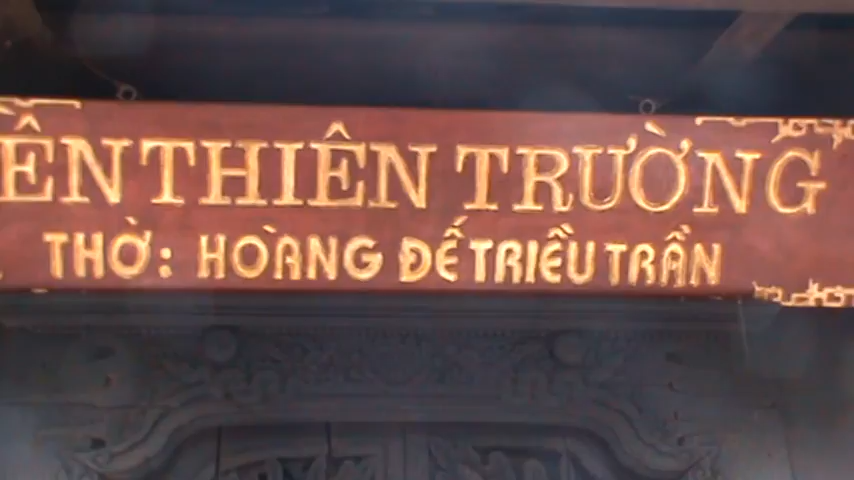 ỀN THIÊN TRƯỜNG
THỜ: HOÀNG ĐẾ TRIỀU TRẦN